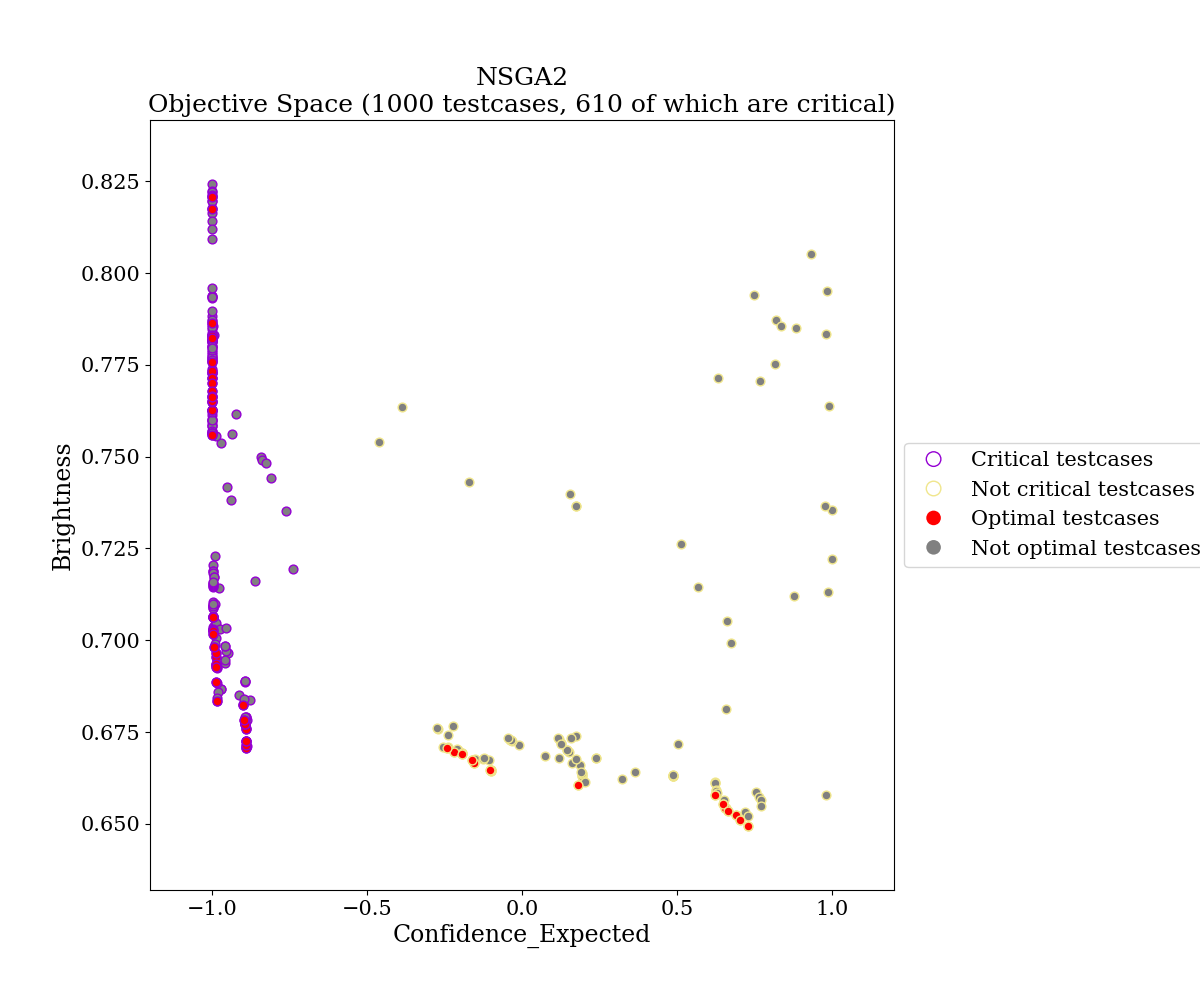 NSGA2
Objective Space (1000 testcases, 610 of which are critical)
0.825
0.800
0.775
0.750
0.725
0.700
0.675
0.650
Brightness
−1.0
−0.5
0.0
0.5
1.0
Confidence_Expected
Critical testcases
Not critical testcases
Optimal testcases
Not optimal testcases